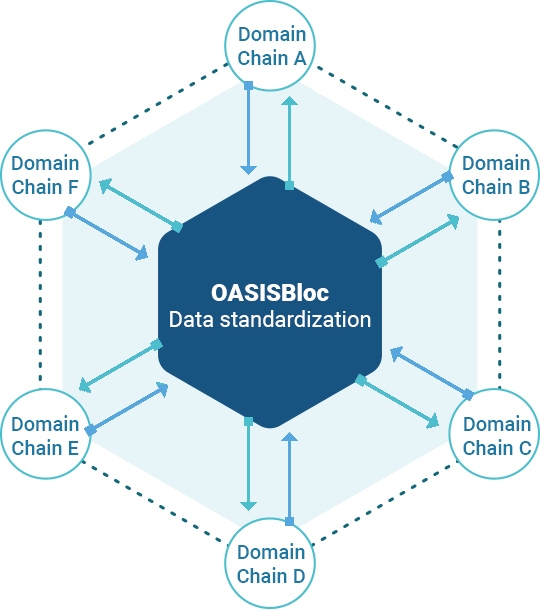 Domain
Chain A
Domain
Chain F
Domain
Chain B
OASISBloc
Data standardization
Domain
Chain E
Domain
Chain C
Domain
Chain D